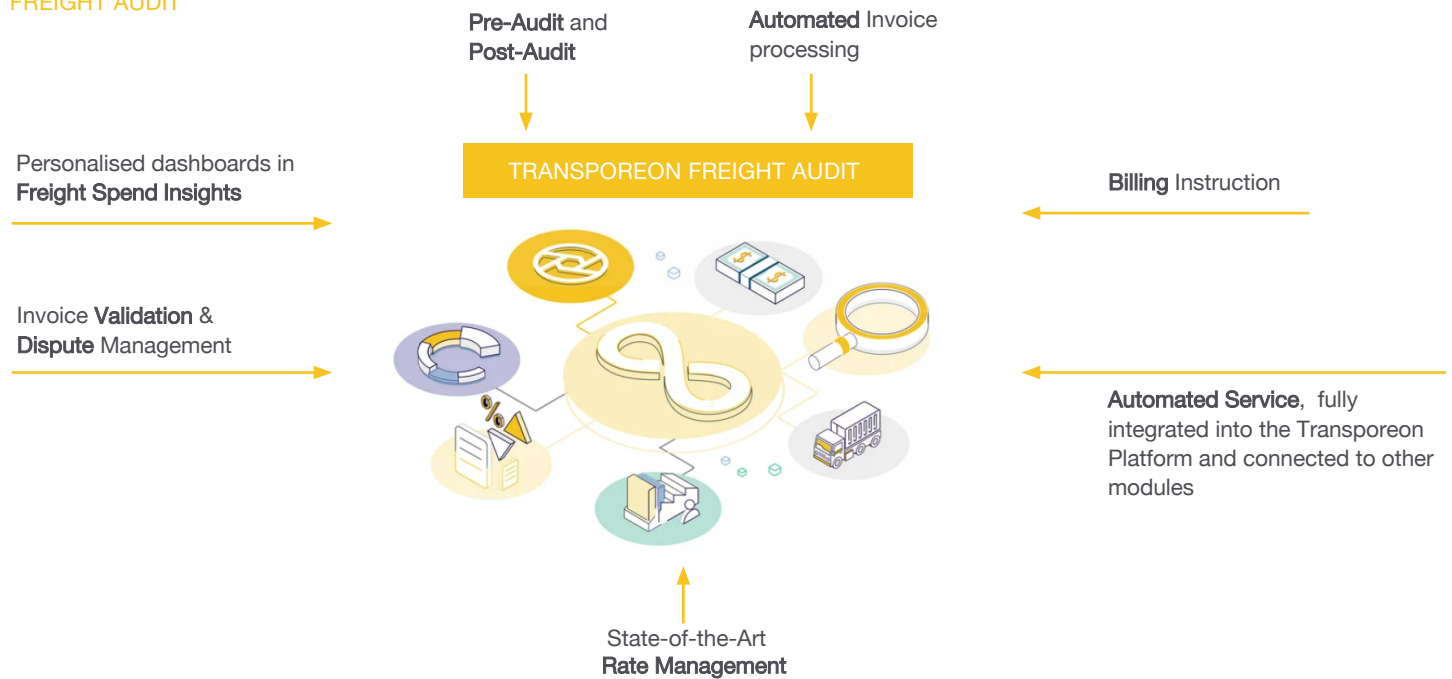 FREIGHT AUDIT
Pre-Audit and
Post-Audit
Automated Invoice
processing
TRANSPOREON FREIGHT AUDIT
Personalised dashboards in
Freight Spend Insights
Billing Instruction
Invoice Validation &
Dispute Management
Automated Service, fully
integrated into the Transporeon
Platform and connected to other
modules
State-of-the-Art
Rate Management